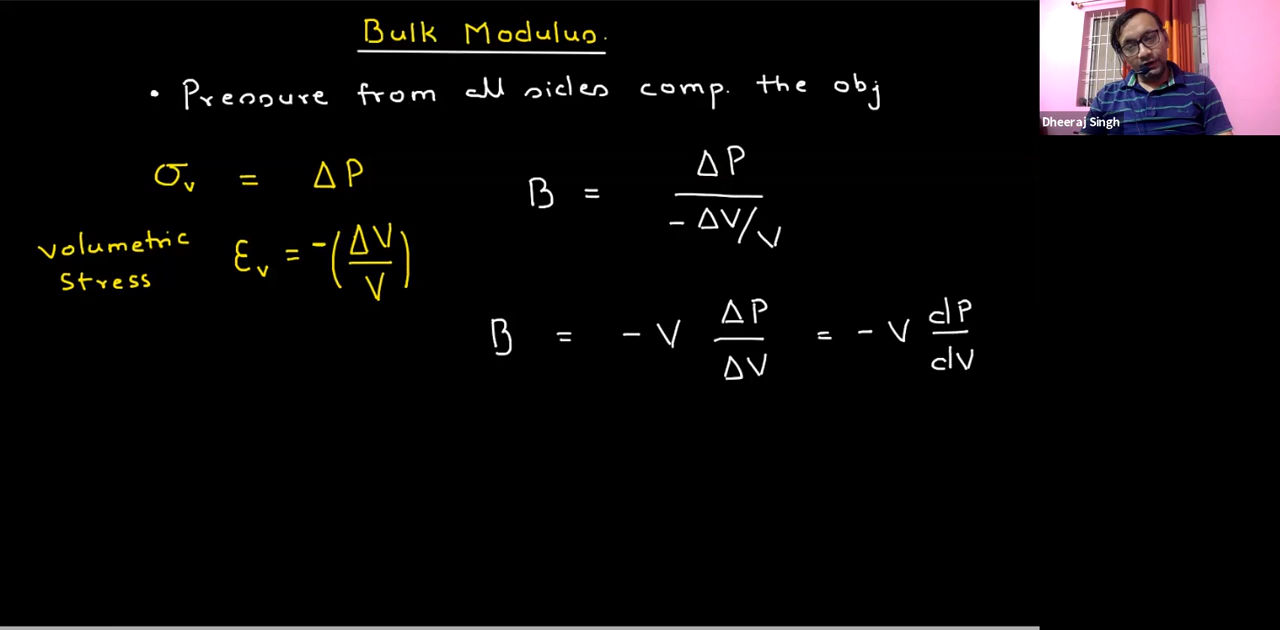 Bulk Modulus.
• Pressure from all sides comp. the obj
σᵥ = ΔP
Volumetric
Stress
εᵥ = -(ΔV/V)
B = ΔP / (-ΔV/V)
B = - V ΔP/ΔV = - V dP/dV
Dheeraj Singh